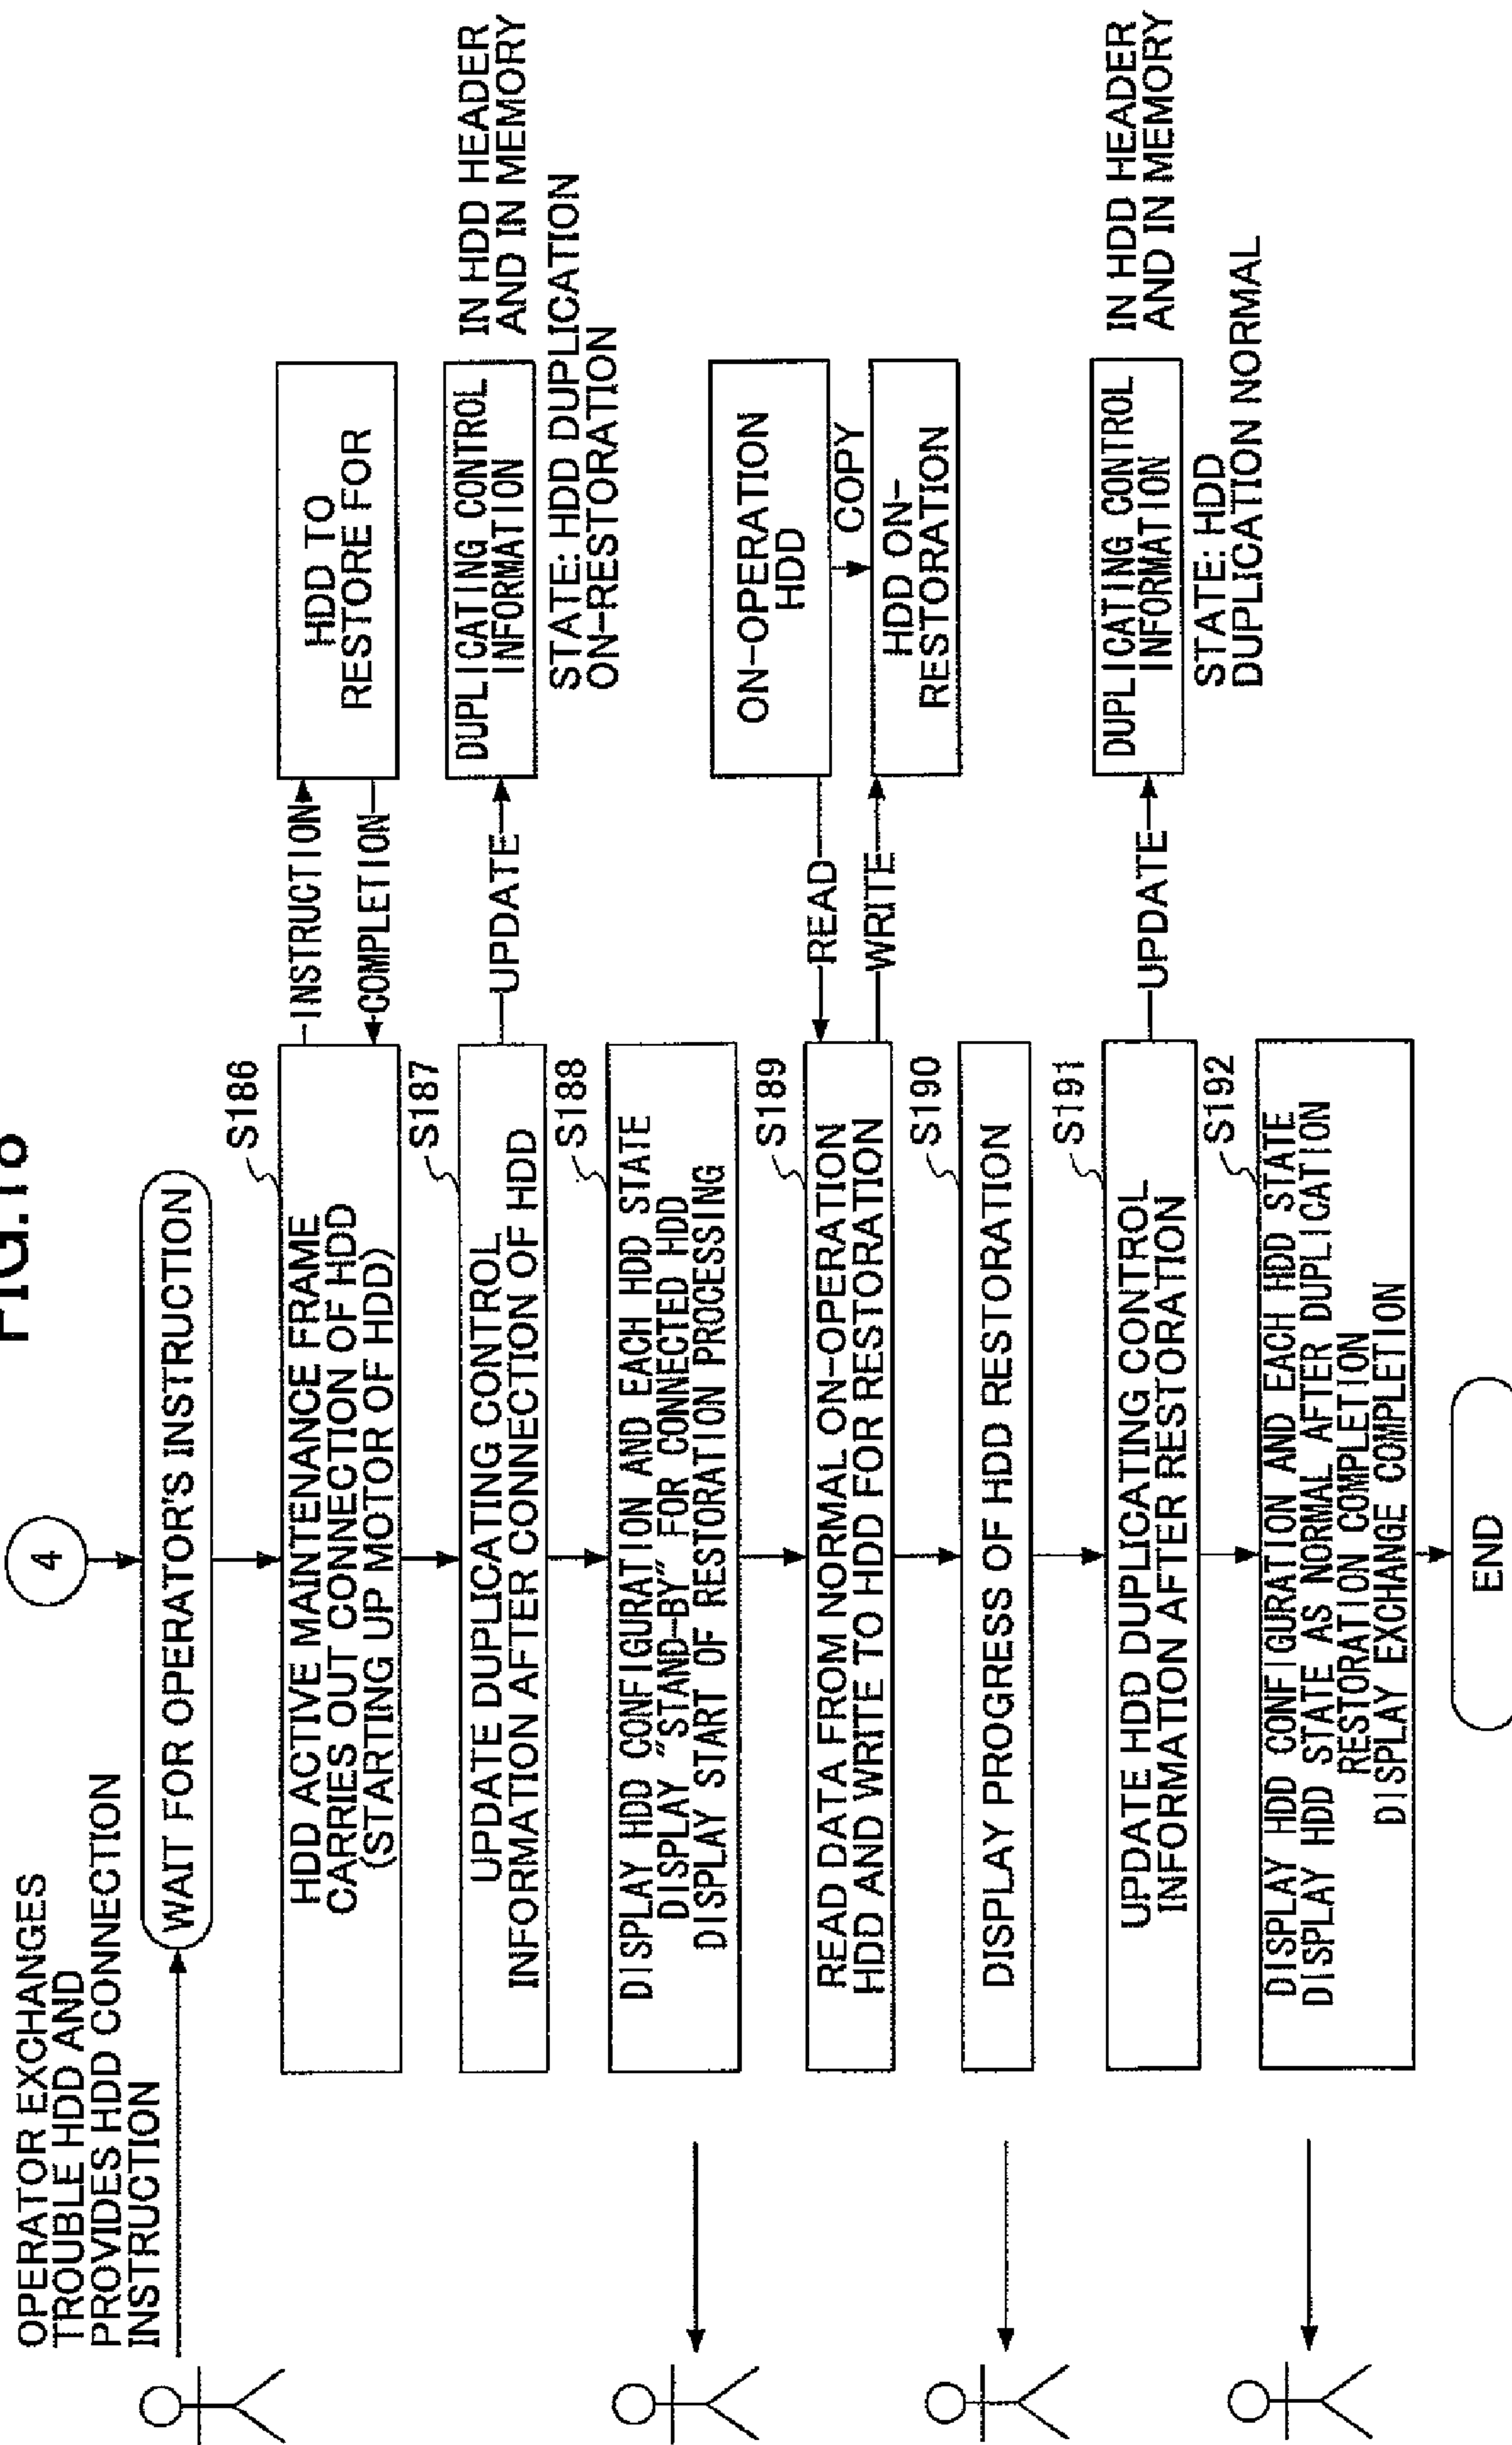 4
OPERATOR EXCHANGES
TROUBLE HDD AND
PROVIDES HDD CONNECTION
INSTRUCTION
WAIT FOR OPERATOR'S INSTRUCTION
S186
HDD ACTIVE MAINTENANCE FRAME
CARRIES OUT CONNECTION OF HDD
(STARTING UP MOTOR OF HDD)
INSTRUCTION
COMPLETION
HDD TO
RESTORE FOR
S187
UPDATE DUPLICATING CONTROL
INFORMATION AFTER CONNECTION OF HDD
UPDATE
DUPLICATING CONTROL
INFORMATION
IN HDD HEADER
AND IN MEMORY
STATE: HDD DUPLICATION
ON-RESTORATION
S188
DISPLAY HDD CONFIGURATION AND EACH HDD STATE
DISPLAY "STAND-BY" FOR CONNECTED HDD
DISPLAY START OF RESTORATION PROCESSING
S189
READ DATA FROM NORMAL ON-OPERATION
HDD AND WRITE TO HDD FOR RESTORATION
READ
WRITE
ON-OPERATION
HDD
COPY
HDD ON-
RESTORATION
S190
DISPLAY PROGRESS OF HDD RESTORATION
S191
UPDATE HDD DUPLICATING CONTROL
INFORMATION AFTER RESTORATION
UPDATE
DUPLICATING CONTROL
INFORMATION
IN HDD HEADER
AND IN MEMORY
STATE: HDD
DUPLICATION NORMAL
S192
DISPLAY HDD CONFIGURATION AND EACH HDD STATE
DISPLAY HDD STATE AS NORMAL AFTER DUPLICATION
RESTORATION COMPLETION
DISPLAY EXCHANGE COMPLETION
END